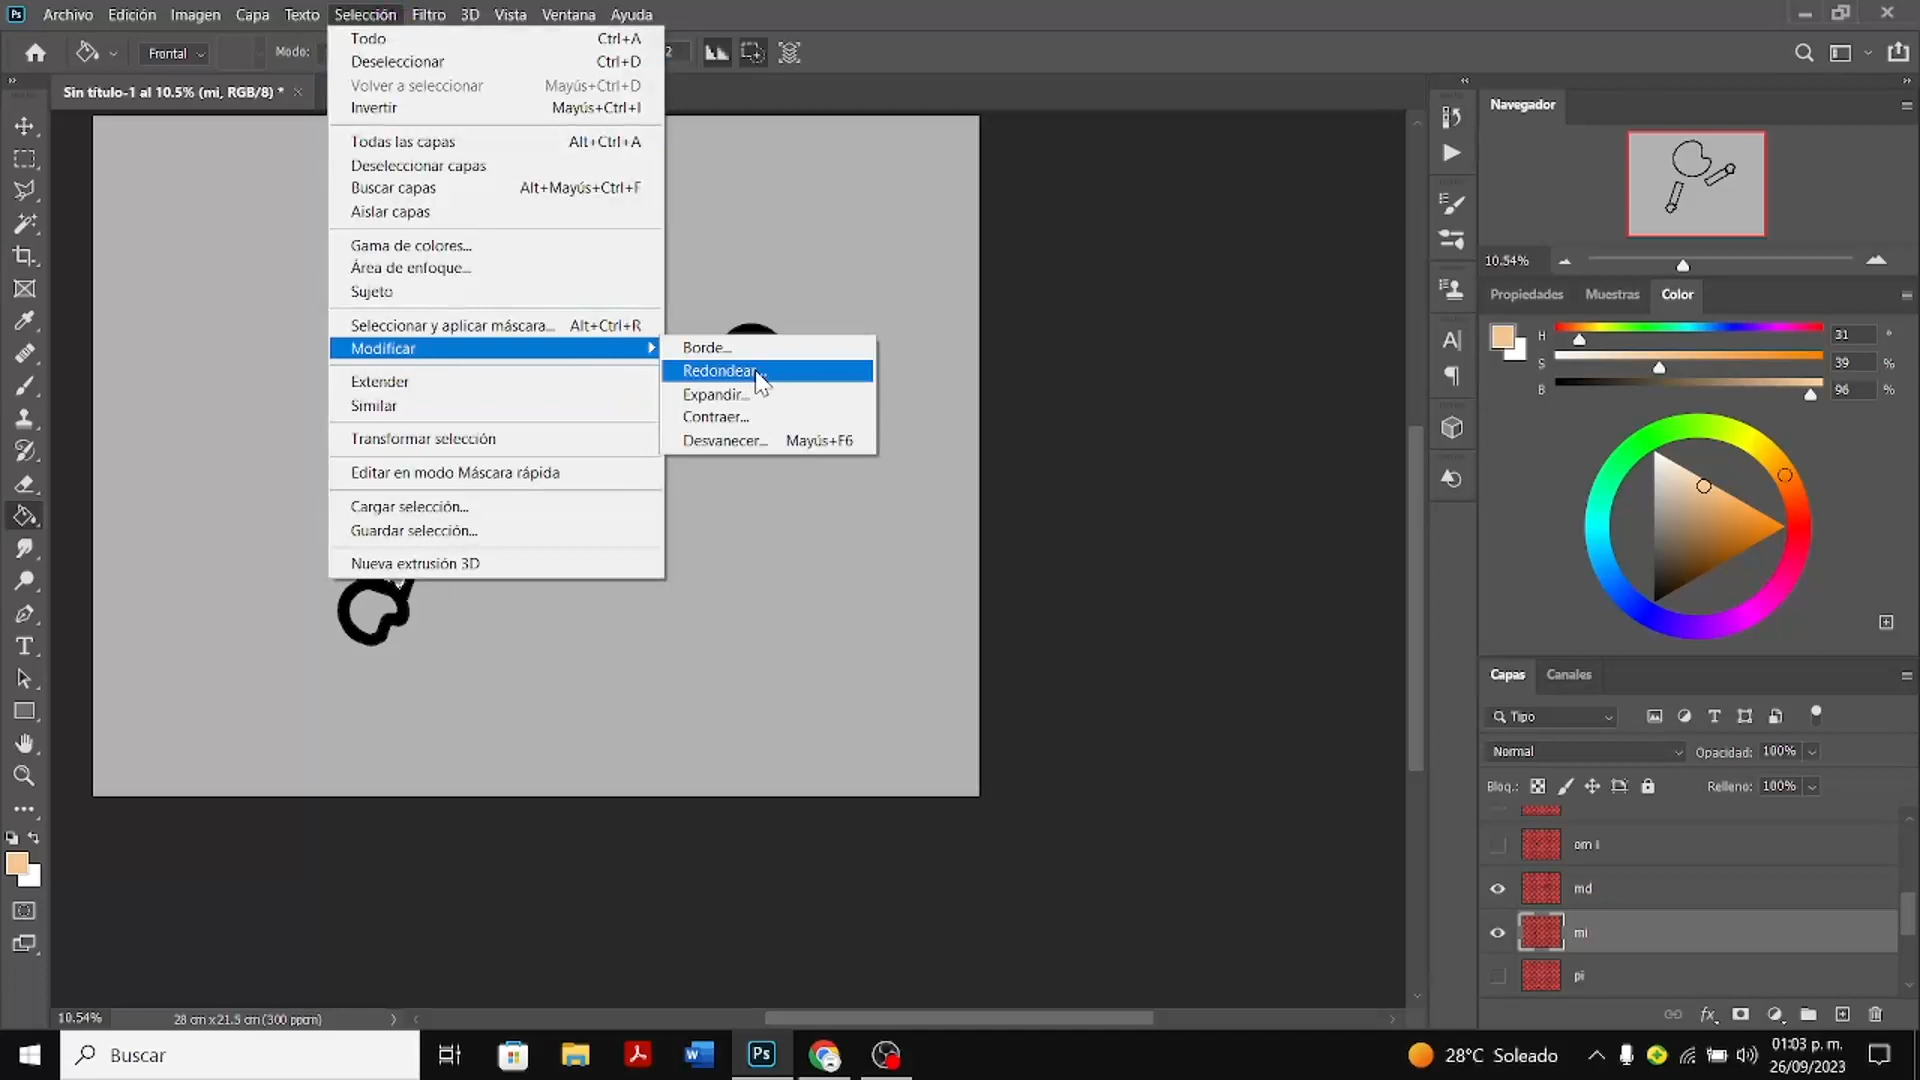 Ps Archivo Edición Imagen Capa Texto Selección Filtro 3D Vista Ventana Ayuda
Frontal Modo: 2
Sin título-1 al 10.5% (mi, RGB/8) *
Todo Ctrl+A
Deseleccionar Ctrl+D
Volver a seleccionar Mayús+Ctrl+D
Invertir Mayús+Ctrl+I
Todas las capas Alt+Ctrl+A
Deseleccionar capas
Buscar capas Alt+Mayús+Ctrl+F
Aislar capas
Gama de colores...
Área de enfoque...
Sujeto
Seleccionar y aplicar máscara... Alt+Ctrl+R
Modificar
Extender
Similar
Transformar selección
Editar en modo Máscara rápida
Cargar selección...
Guardar selección...
Nueva extrusión 3D
Borde...
Redondear...
Expandir...
Contraer...
Desvanecer... Mayús+F6
Navegador
10.54%
Propiedades Muestras Color
H 31 °
S 39 %
B 96 %
Capas Canales
Tipo
Normal Opacidad: 100%
Bloq.: Relleno: 100%
om i
md
mi
pi
10.54% 28 cm x 21.5 cm (300 ppcm)
Buscar
Ps
28°C Soleado
01:03 p. m.
26/09/2023